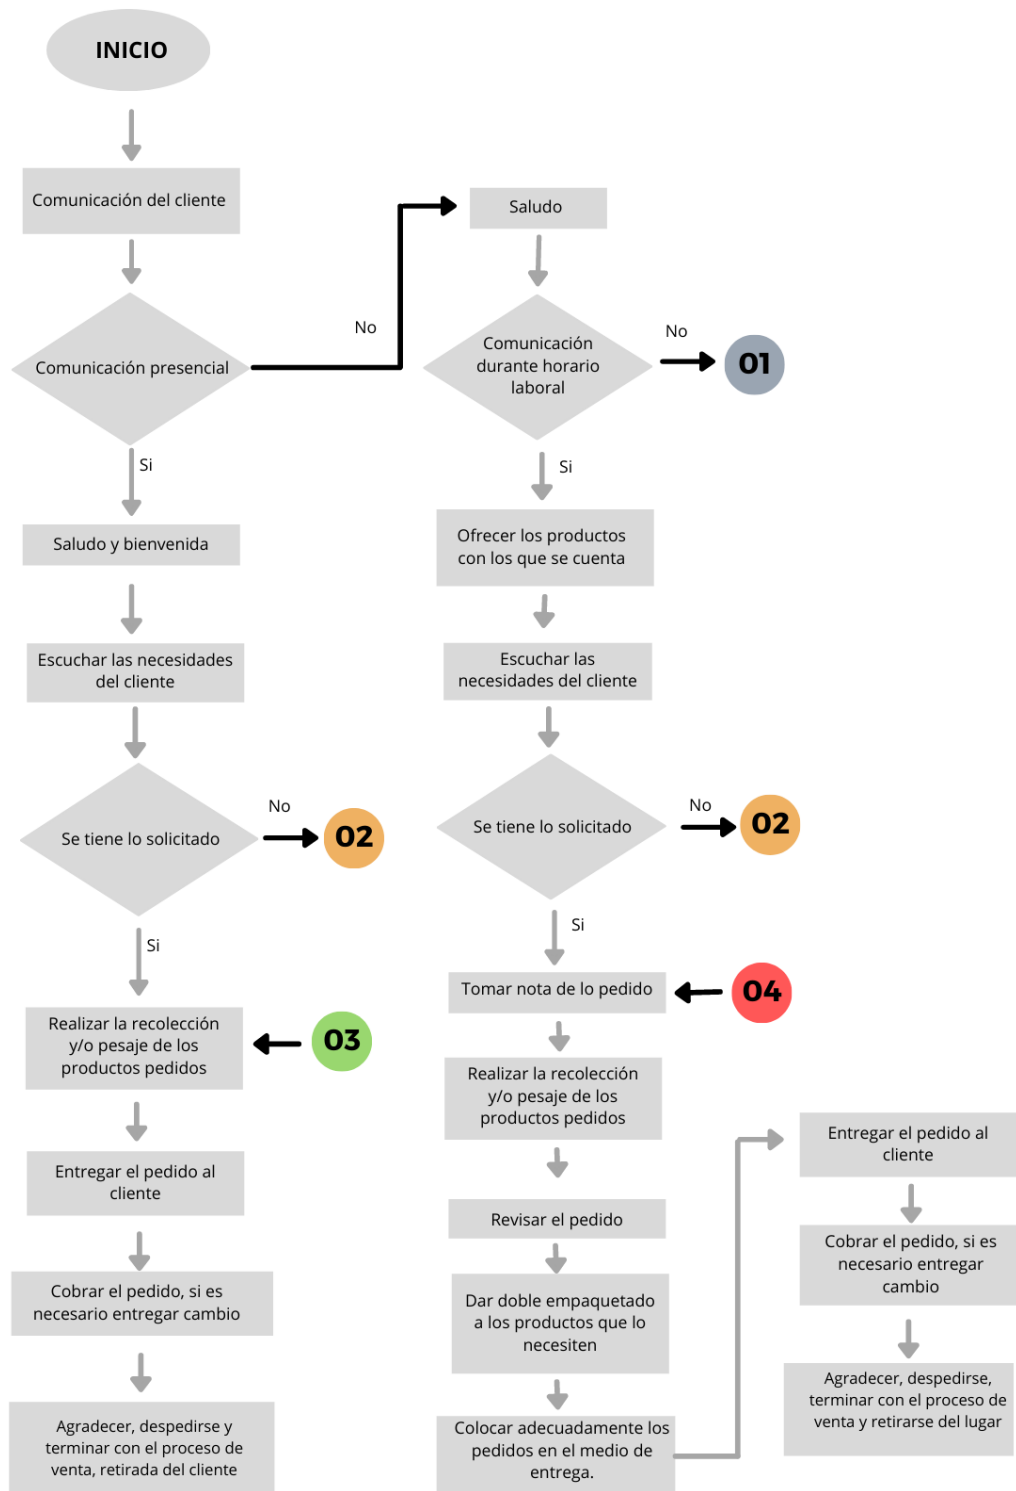 INICIO
Comunicación del cliente
Comunicación presencial
No
Si
Saludo y bienvenida
Escuchar las necesidades
del cliente
Se tiene lo solicitado
No
02
Si
Realizar la recolección
y/o pesaje de los
productos pedidos
03
Entregar el pedido al
cliente
Cobrar el pedido, si es
necesario entregar cambio
Agradecer, despedirse y
terminar con el proceso de
venta, retirada del cliente
Saludo
Comunicación
durante horario
laboral
No
01
Si
Ofrecer los productos
con los que se cuenta
Escuchar las
necesidades del cliente
Se tiene lo solicitado
No
02
Si
Tomar nota de lo pedido
04
Realizar la recolección
y/o pesaje de los
productos pedidos
Revisar el pedido
Dar doble empaquetado
a los productos que lo
necesiten
Colocar adecuadamente los
pedidos en el medio de
entrega.
Entregar el pedido al
cliente
Cobrar el pedido, si es
necesario entregar
cambio
Agradecer, despedirse,
terminar con el proceso de
venta y retirarse del lugar